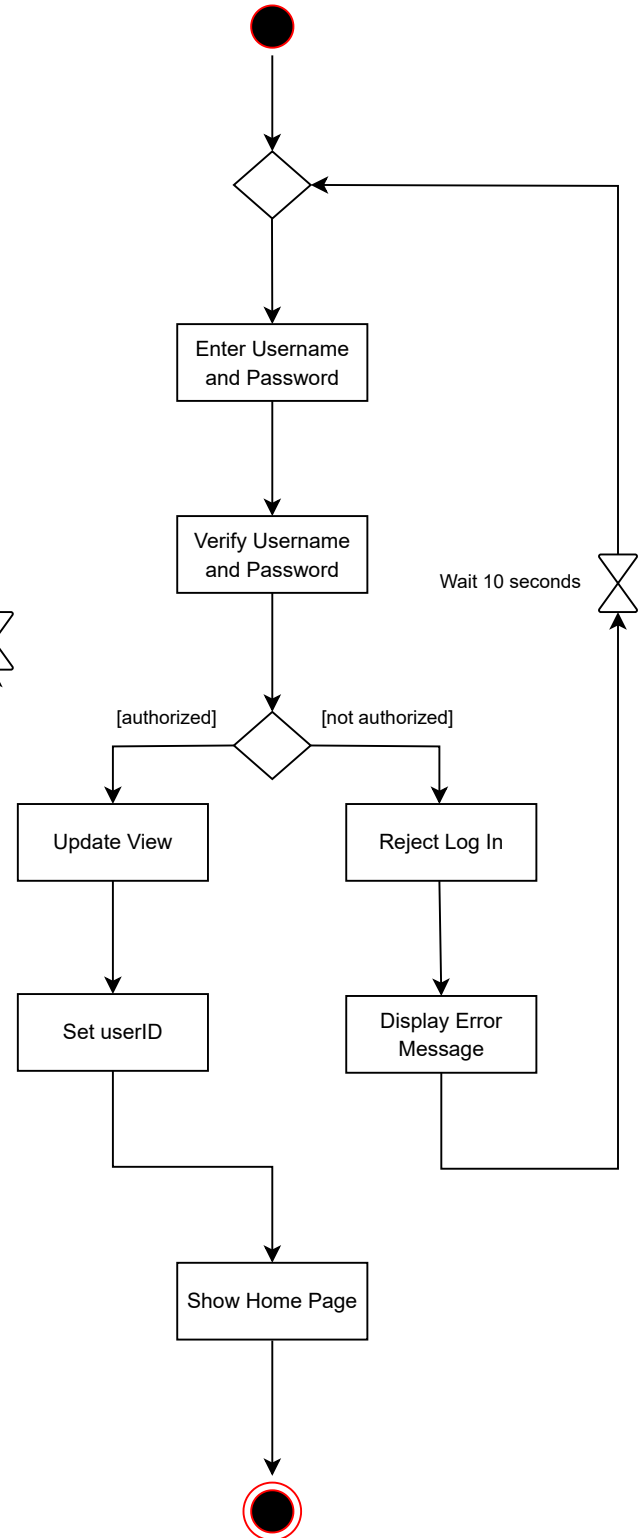 Enter Username
and Password
Verify Username
and Password
Wait 10 seconds
[authorized]
[not authorized]
Update View
Reject Log In
Set userID
Display Error
Message
Show Home Page